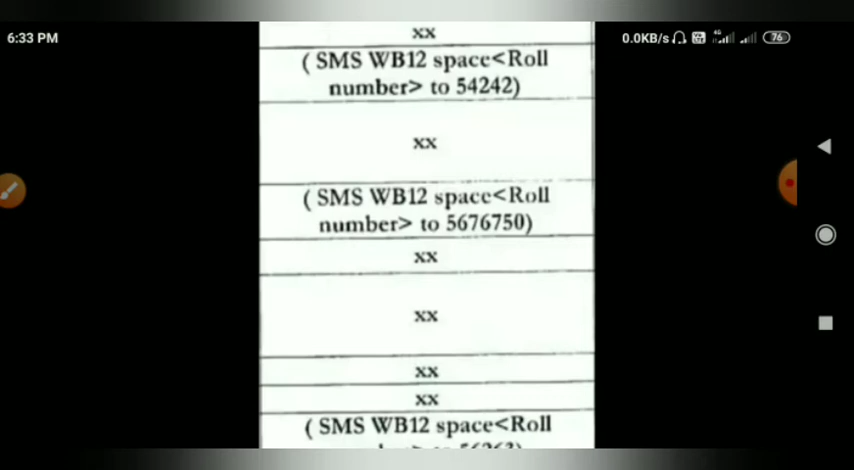 6:33 PM
0.0KB/s
4G
76
xx
( SMS WB12 space<Roll
number> to 54242)
xx
( SMS WB12 space<Roll
number> to 5676750)
xx
xx
xx
xx
( SMS WB12 space<Roll